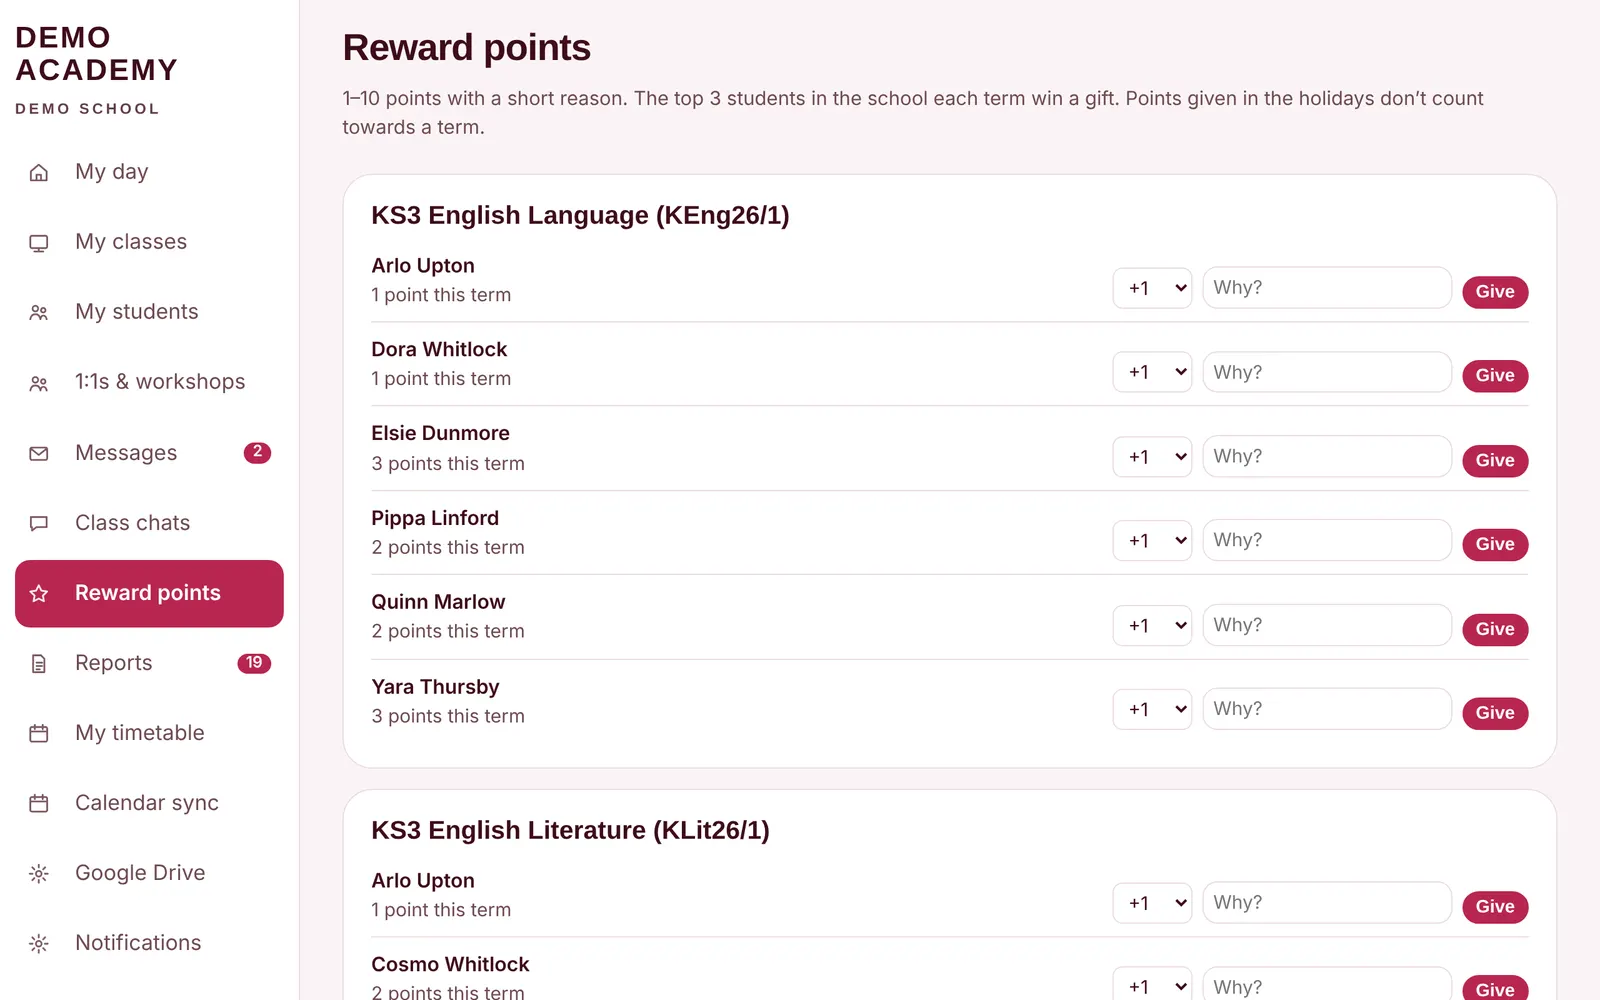 DEMO
ACADEMY
DEMO SCHOOL
My day
My classes
My students
1:1s & workshops
Messages 2
Class chats
Reward points
Reports 19
My timetable
Calendar sync
Google Drive
Notifications
Reward points
1–10 points with a short reason. The top 3 students in the school each term win a gift. Points given in the holidays don’t count
towards a term.
KS3 English Language (KEng26/1)
Arlo Upton
1 point this term
+1 Why? Give
Dora Whitlock
1 point this term
+1 Why? Give
Elsie Dunmore
3 points this term
+1 Why? Give
Pippa Linford
2 points this term
+1 Why? Give
Quinn Marlow
2 points this term
+1 Why? Give
Yara Thursby
3 points this term
+1 Why? Give
KS3 English Literature (KLit26/1)
Arlo Upton
1 point this term
+1 Why? Give
Cosmo Whitlock
2 points this term
+1 Why? Give